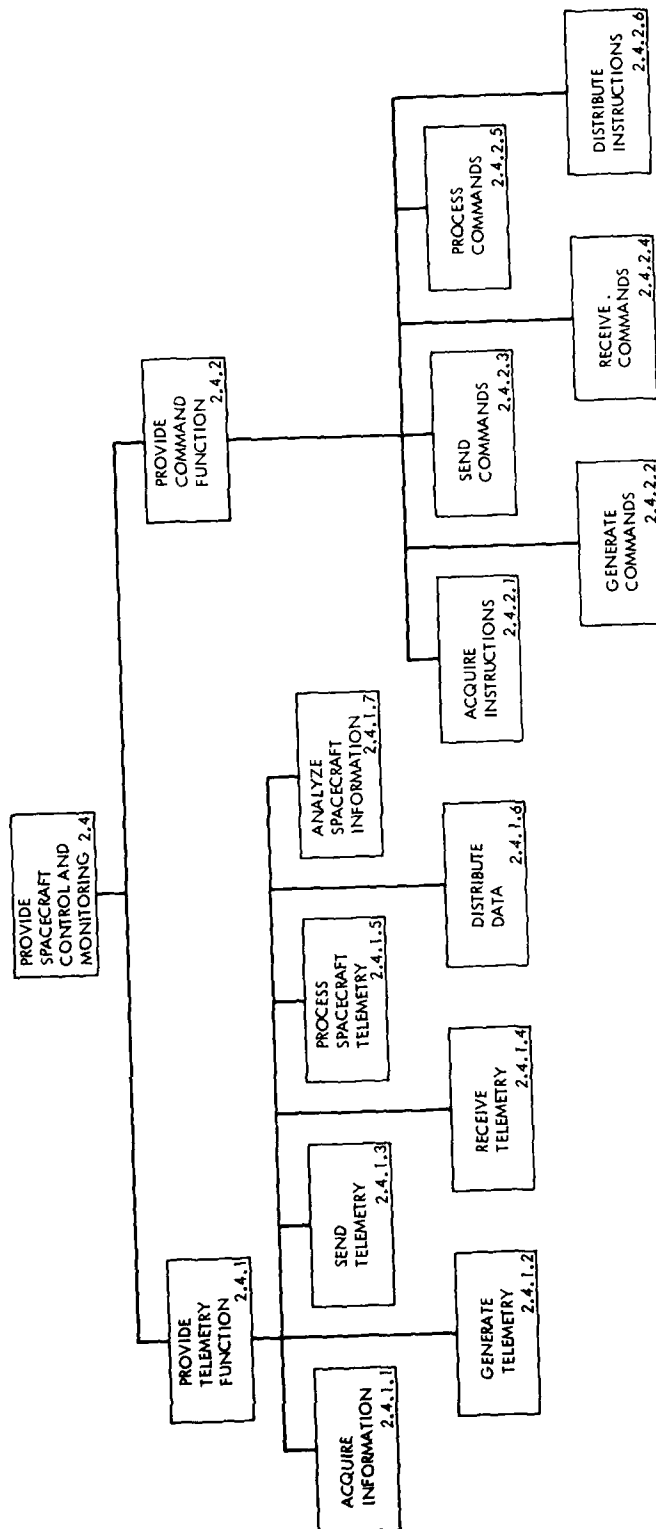 PROVIDE
SPACECRAFT
CONTROL AND
MONITORING 2.4
PROVIDE
TELEMETRY
FUNCTION
2.4.1
PROVIDE
COMMAND
FUNCTION
2.4.2
ACQUIRE
INFORMATION
2.4.1.1
GENERATE
TELEMETRY
2.4.1.2
SEND
TELEMETRY
2.4.1.3
RECEIVE
TELEMETRY
2.4.1.4
PROCESS
SPACECRAFT
TELEMETRY
2.4.1.5
DISTRIBUTE
DATA
2.4.1.6
ANALYZE
SPACECRAFT
INFORMATION
2.4.1.7
ACQUIRE
INSTRUCTIONS
2.4.2.1
GENERATE
COMMANDS
2.4.2.2
SEND
COMMANDS
2.4.2.3
RECEIVE .
COMMANDS
2.4.2.4
PROCESS
COMMANDS
2.4.2.5
DISTRIBUTE
INSTRUCTIONS
2.4.2.6